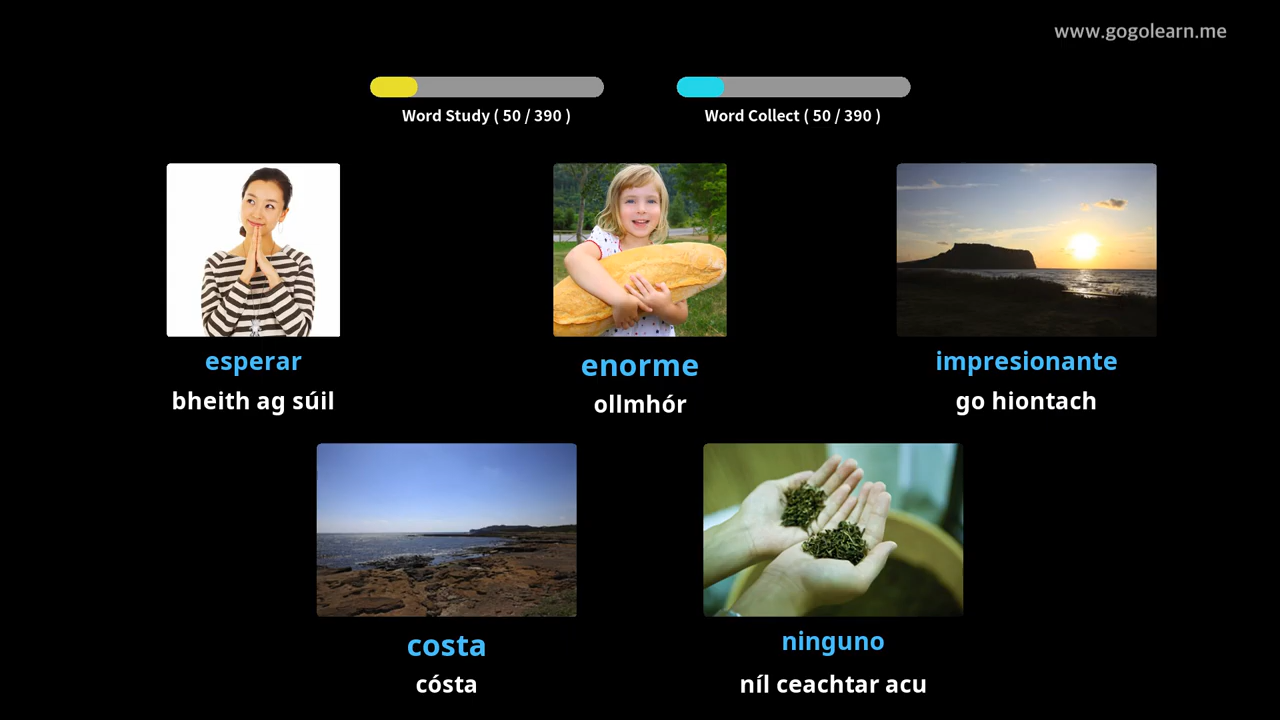 www.gogolearn.me
Word Study ( 50 / 390 )
Word Collect ( 50 / 390 )
esperar
bheith ag súil
enorme
ollmhór
impresionante
go hiontach
costa
cósta
ninguno
níl ceachtar acu